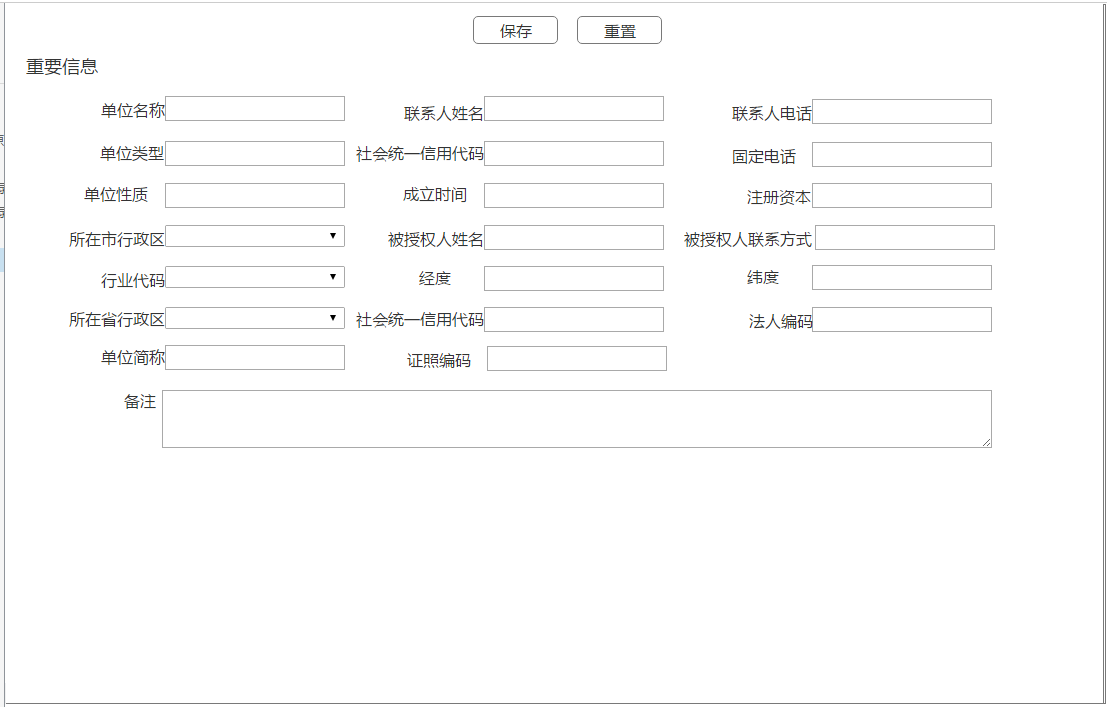 保存 重置
重要信息
单位名称 联系人姓名 联系人电话
单位类型 社会统一信用代码 固定电话
单位性质 成立时间 注册资本
所在市行政区 被授权人姓名 被授权人联系方式
行业代码 经度 纬度
所在省行政区 社会统一信用代码 法人编码
单位简称 证照编码
备注